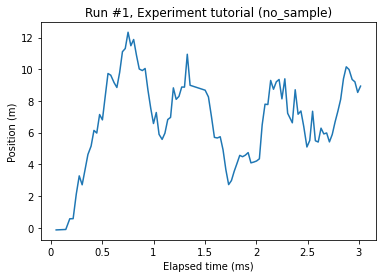 Run #1, Experiment tutorial (no_sample)
Position (m)
12
10
8
6
4
2
0
0 0.5 1 1.5 2 2.5 3
Elapsed time (ms)